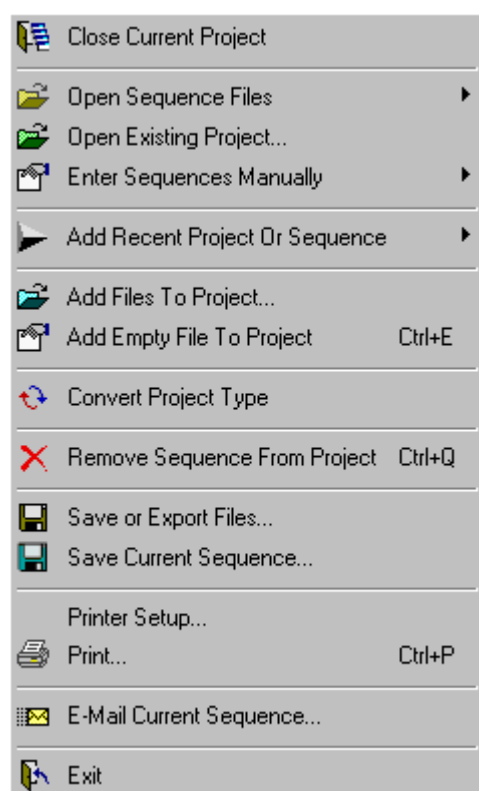 Close Current Project
Open Sequence Files
Open Existing Project...
Enter Sequences Manually
Add Recent Project Or Sequence
Add Files To Project...
Add Empty File To Project Ctrl+E
Convert Project Type
Remove Sequence From Project Ctrl+Q
Save or Export Files...
Save Current Sequence...
Printer Setup...
Print... Ctrl+P
E-Mail Current Sequence...
Exit